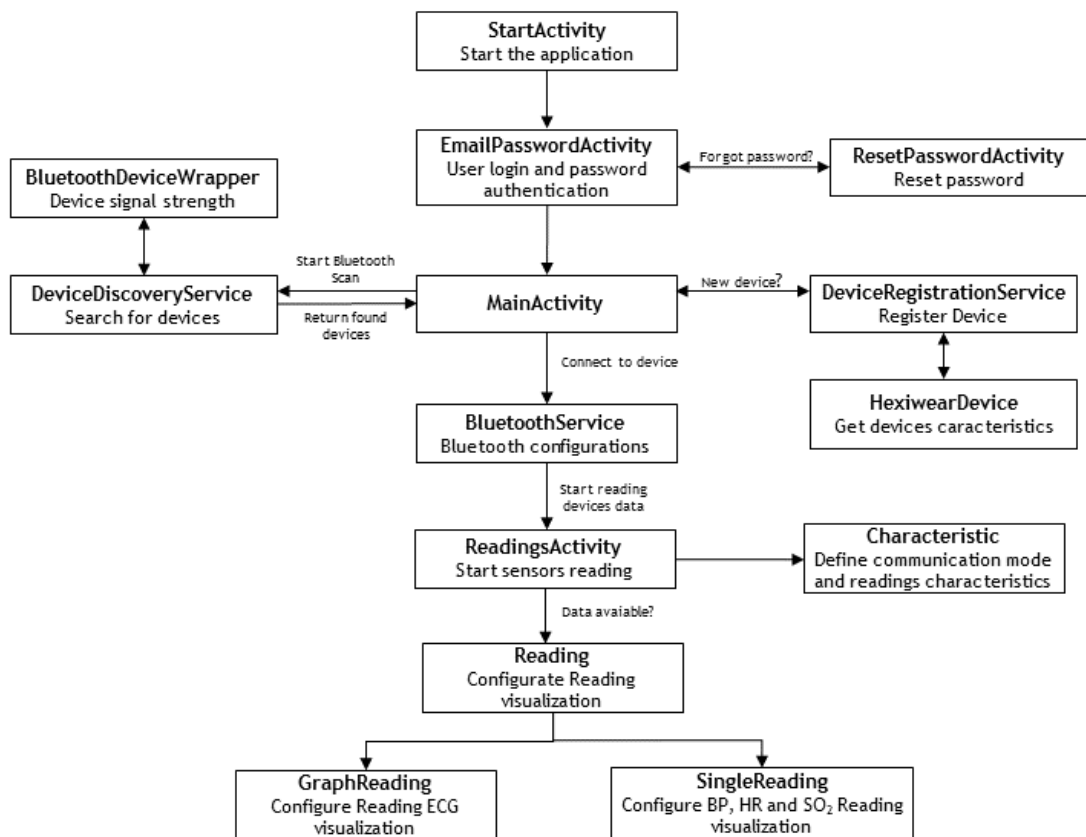 StartActivity
Start the application
EmailPasswordActivity
User login and password
authentication
Forgot password?
ResetPasswordActivity
Reset password
BluetoothDeviceWrapper
Device signal strength
Start Bluetooth
Scan
DeviceDiscoveryService
Search for devices
Return found
devices
MainActivity
New device?
DeviceRegistrationService
Register Device
Connect to device
HexiwearDevice
Get devices caracteristics
BluetoothService
Bluetooth configurations
Start reading
devices data
ReadingsActivity
Start sensors reading
Characteristic
Define communication mode
and readings characteristics
Data avaiable?
Reading
Configurate Reading
visualization
GraphReading
Configure Reading ECG
visualization
SingleReading
Configure BP, HR and SO₂ Reading
visualization